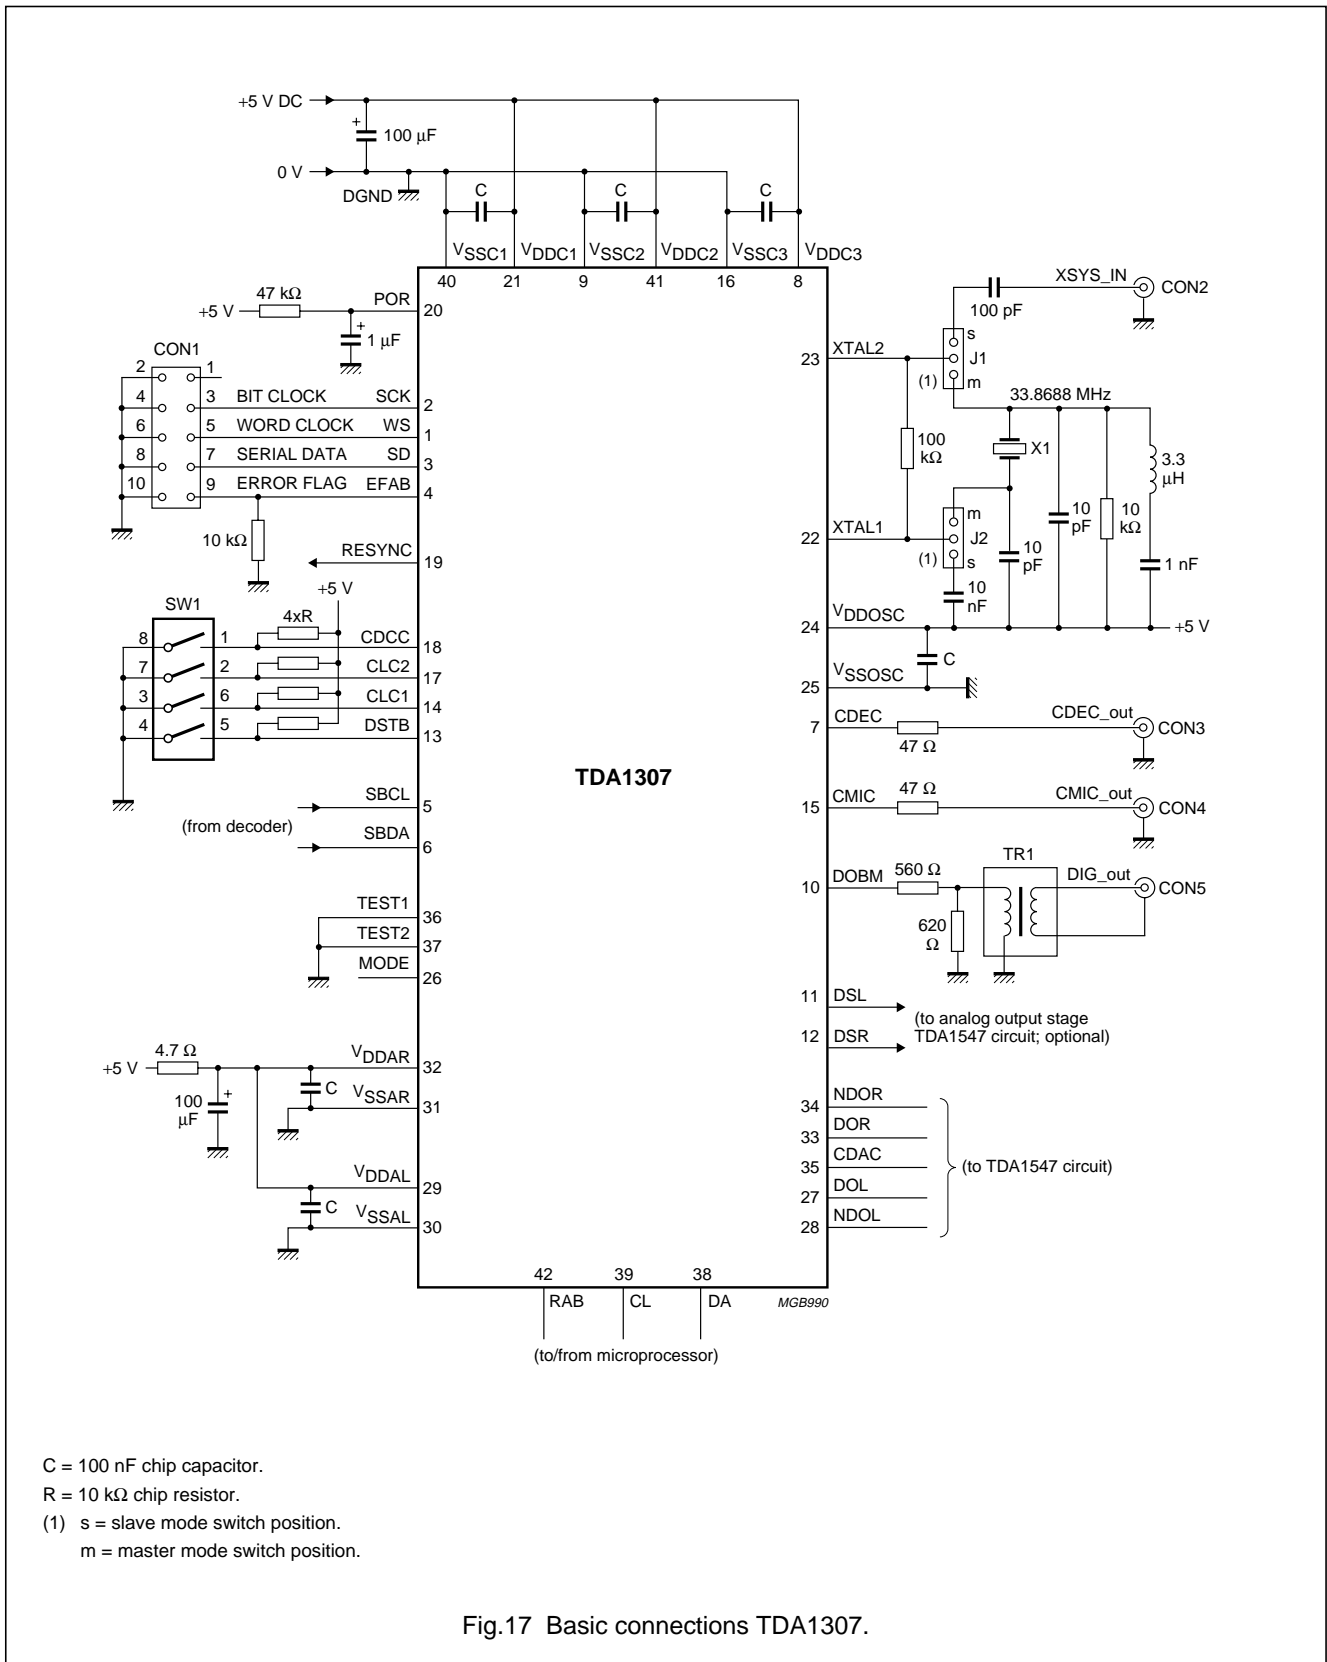 +5 V DC
+
100 µF
0 V
DGND
C
C
C
VSSC1
VDDC1
VSSC2
VDDC2
VSSC3
VDDC3
40
21
9
41
16
8
47 kΩ
+5 V
POR
20
+
1 µF
CON1
2
1
4
3
BIT CLOCK
SCK
2
6
5
WORD CLOCK
WS
1
8
7
SERIAL DATA
SD
3
10
9
ERROR FLAG
EFAB
4
10 kΩ
RESYNC
19
+5 V
SW1
4xR
8
1
CDCC
18
7
2
CLC2
17
3
6
CLC1
14
4
5
DSTB
13
SBCL
5
(from decoder)
SBDA
6
TEST1
36
TEST2
37
MODE
26
+5 V
4.7 Ω
VDDAR
32
100
µF
+
C
VSSAR
31
VDDAL
29
C
VSSAL
30
TDA1307
XSYS_IN
CON2
100 pF
s
J1
(1)
m
23
XTAL2
33.8688 MHz
100
kΩ
X1
3.3
µH
m
J2
(1)
s
22
XTAL1
10
pF
10
pF
10
kΩ
1 nF
10
nF
24
VDDOSC
+5 V
C
25
VSSOSC
7
CDEC
47 Ω
CDEC_out
CON3
15
CMIC
47 Ω
CMIC_out
CON4
10
DOBM
560 Ω
620
Ω
TR1
DIG_out
CON5
11
DSL
12
DSR
(to analog output stage
TDA1547 circuit; optional)
34
NDOR
33
DOR
35
CDAC
27
DOL
28
NDOL
(to TDA1547 circuit)
42
39
38
RAB
CL
DA
MGB990
(to/from microprocessor)
C = 100 nF chip capacitor.
R = 10 kΩ chip resistor.
(1) s = slave mode switch position.
m = master mode switch position.
Fig.17 Basic connections TDA1307.